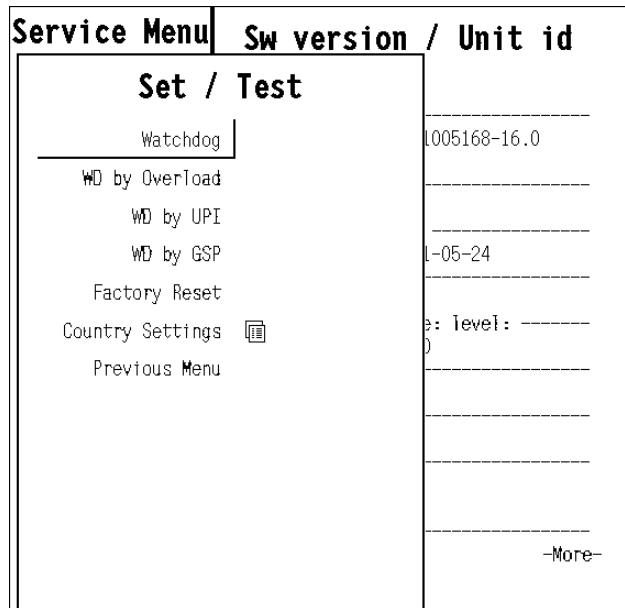 Service Menu
Sw version / Unit id
Set / Test
Watchdog
1005168-16.0
WD by Overload
WD by UPI
WD by GSP
1-05-24
Factory Reset
Country Settings
e: level:
Previous Menu
-More-